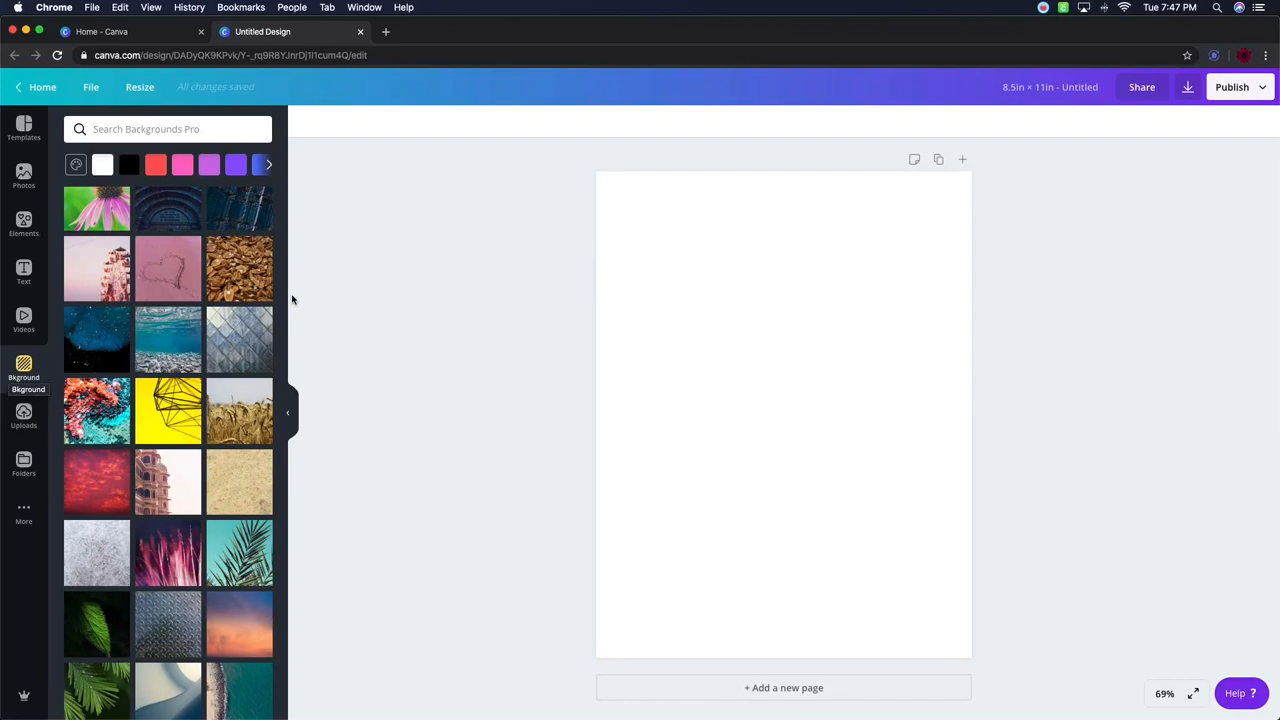 Chrome File Edit View History Bookmarks People Tab Window Help Tue 7:47 PM
Home - Canva Untitled Design
canva.com/design/DADyQK9KPvk/Y-_rq9R8YJnrDj1I1cum4Q/edit
Home File Resize All changes saved 8.5in × 11in - Untitled Share Publish
Search Backgrounds Pro
Templates
Photos
Elements
Text
Videos
Bkground
Bkground
Uploads
Folders
More
+ Add a new page
69% Help ?